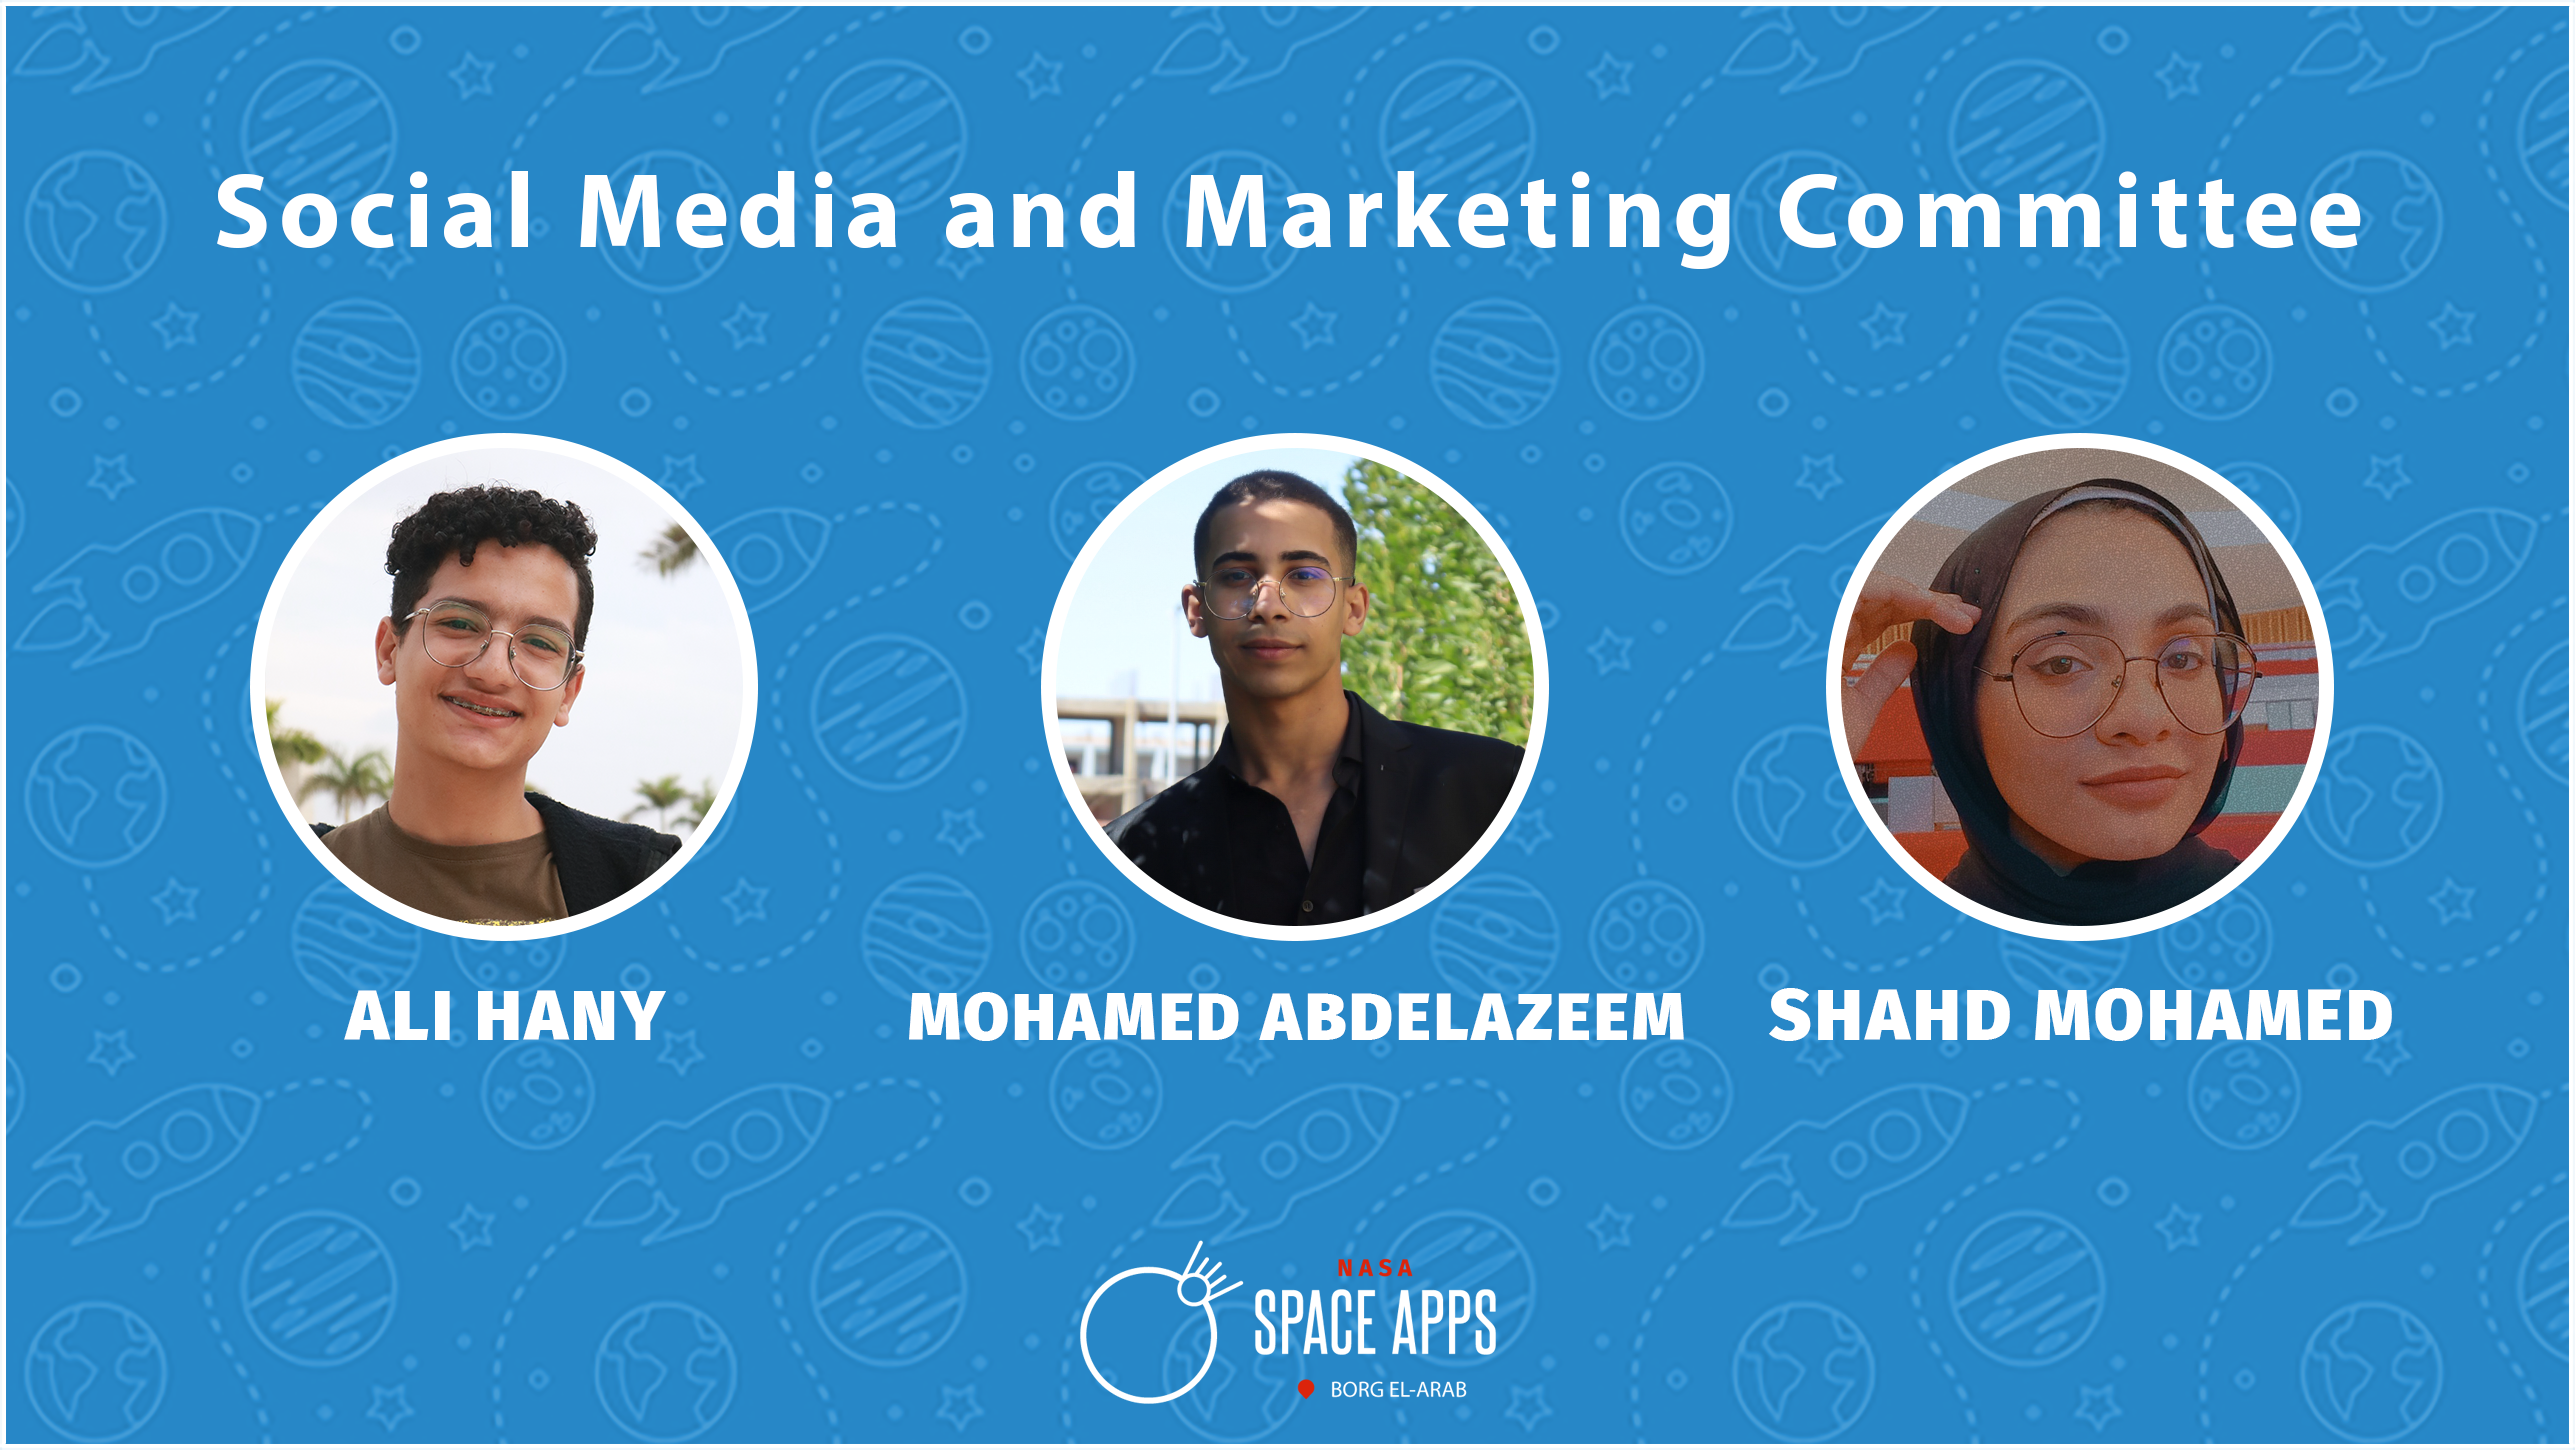 Social Media and Marketing Committee
ALI HANY
MOHAMED ABDELAZEEM
SHAHD MOHAMED
NASA
SPACE APPS
BORG EL-ARAB